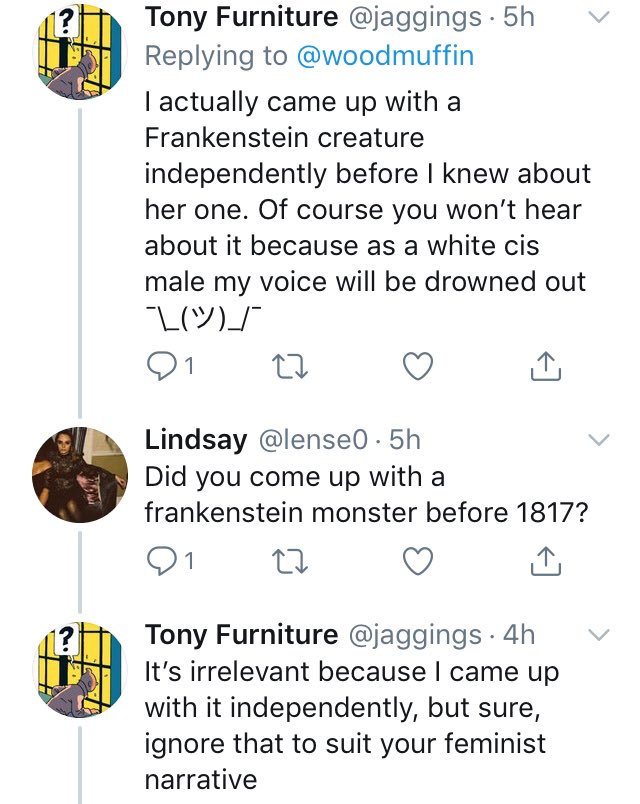 ?
Tony Furniture @jaggings · 5h
Replying to @woodmuffin
I actually came up with a
Frankenstein creature
independently before I knew about
her one. Of course you won’t hear
about it because as a white cis
male my voice will be drowned out
¯\_(ツ)_/¯
1
Lindsay @lense0 · 5h
Did you come up with a
frankenstein monster before 1817?
1
?
Tony Furniture @jaggings · 4h
It’s irrelevant because I came up
with it independently, but sure,
ignore that to suit your feminist
narrative